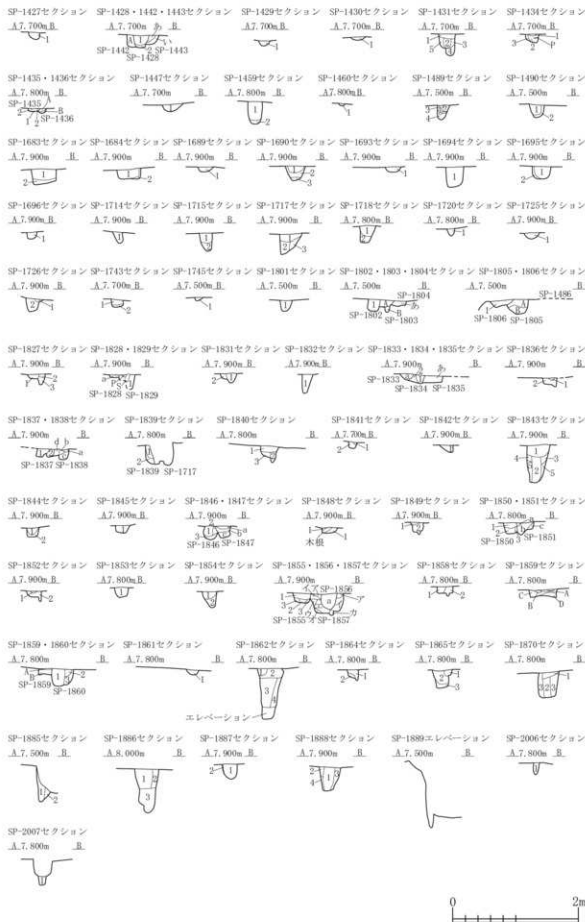 SP-1427セクション SP-1428・1442・1443セクション SP-1429セクション SP-1430セクション SP-1431セクション SP-1434セクション
A 7.700m B A 7.700m B A 7.700m B A 7.700m B A 7.700m B A 7.700m B
SP-1442 SP-1443
SP-1428
SP-1435・1436セクション SP-1447セクション SP-1459セクション SP-1460セクション SP-1489セクション SP-1490セクション
A 7.800m B A 7.700m B A 7.800m B A 7.800m B A 7.500m B A 7.500m B
SP-1435
SP-1436
SP-1683セクション SP-1684セクション SP-1689セクション SP-1690セクション SP-1693セクション SP-1694セクション SP-1695セクション
A 7.900m B A 7.900m B A 7.900m B A 7.900m B A 7.900m B A 7.900m B A 7.900m B
SP-1696セクション SP-1714セクション SP-1715セクション SP-1717セクション SP-1718セクション SP-1720セクション SP-1725セクション
A 7.900m B A 7.900m B A 7.900m B A 7.900m B A 7.800m B A 7.800m B A 7.900m B
SP-1726セクション SP-1743セクション SP-1745セクション SP-1801セクション SP-1802・1803・1804セクション SP-1805・1806セクション
A 7.900m B A 7.700m B A 7.500m B A 7.500m B A 7.500m B A 7.500m B
SP-1804 SP-1486
SP-1802 SP-1803 SP-1806 SP-1805
SP-1827セクション SP-1828・1829セクション SP-1831セクション SP-1832セクション SP-1833・1834・1835セクション SP-1836セクション
A 7.900m B A 7.900m B A 7.900m B A 7.900m B A 7.900m B A 7.900m B
SP-1828 SP-1829 SP-1833 SP-1834 SP-1835
SP-1837・1838セクション SP-1839セクション SP-1840セクション SP-1841セクション SP-1842セクション SP-1843セクション
A 7.900m B A 7.800m B A 7.800m B A 7.700m B A 7.900m B A 7.900m B
SP-1837 SP-1838 SP-1839 SP-1717
SP-1844セクション SP-1845セクション SP-1846・1847セクション SP-1848セクション SP-1849セクション SP-1850・1851セクション
A 7.900m B A 7.900m B A 7.900m B A 7.900m B A 7.900m B A 7.800m B
SP-1846 SP-1847 木根 SP-1850 SP-1851
SP-1852セクション SP-1853セクション SP-1854セクション SP-1855・1856・1857セクション SP-1858セクション SP-1859セクション
A 7.900m B A 7.800m B A 7.900m B A 7.900m B A 7.800m B A 7.800m B
SP-1856
SP-1855 SP-1857
SP-1859・1860セクション SP-1861セクション SP-1862セクション SP-1864セクション SP-1865セクション SP-1870セクション
A 7.800m B A 7.800m B A 7.800m B A 7.800m B A 7.800m B A 7.800m B
SP-1859
SP-1860
エレベーション
SP-1885セクション SP-1886セクション SP-1887セクション SP-1888セクション SP-1889エレベーション SP-2006セクション
A 7.500m B A 8.000m B A 7.900m B A 7.900m B A 7.500m B A 7.800m B
SP-2007セクション
A 7.800m B
0 2m